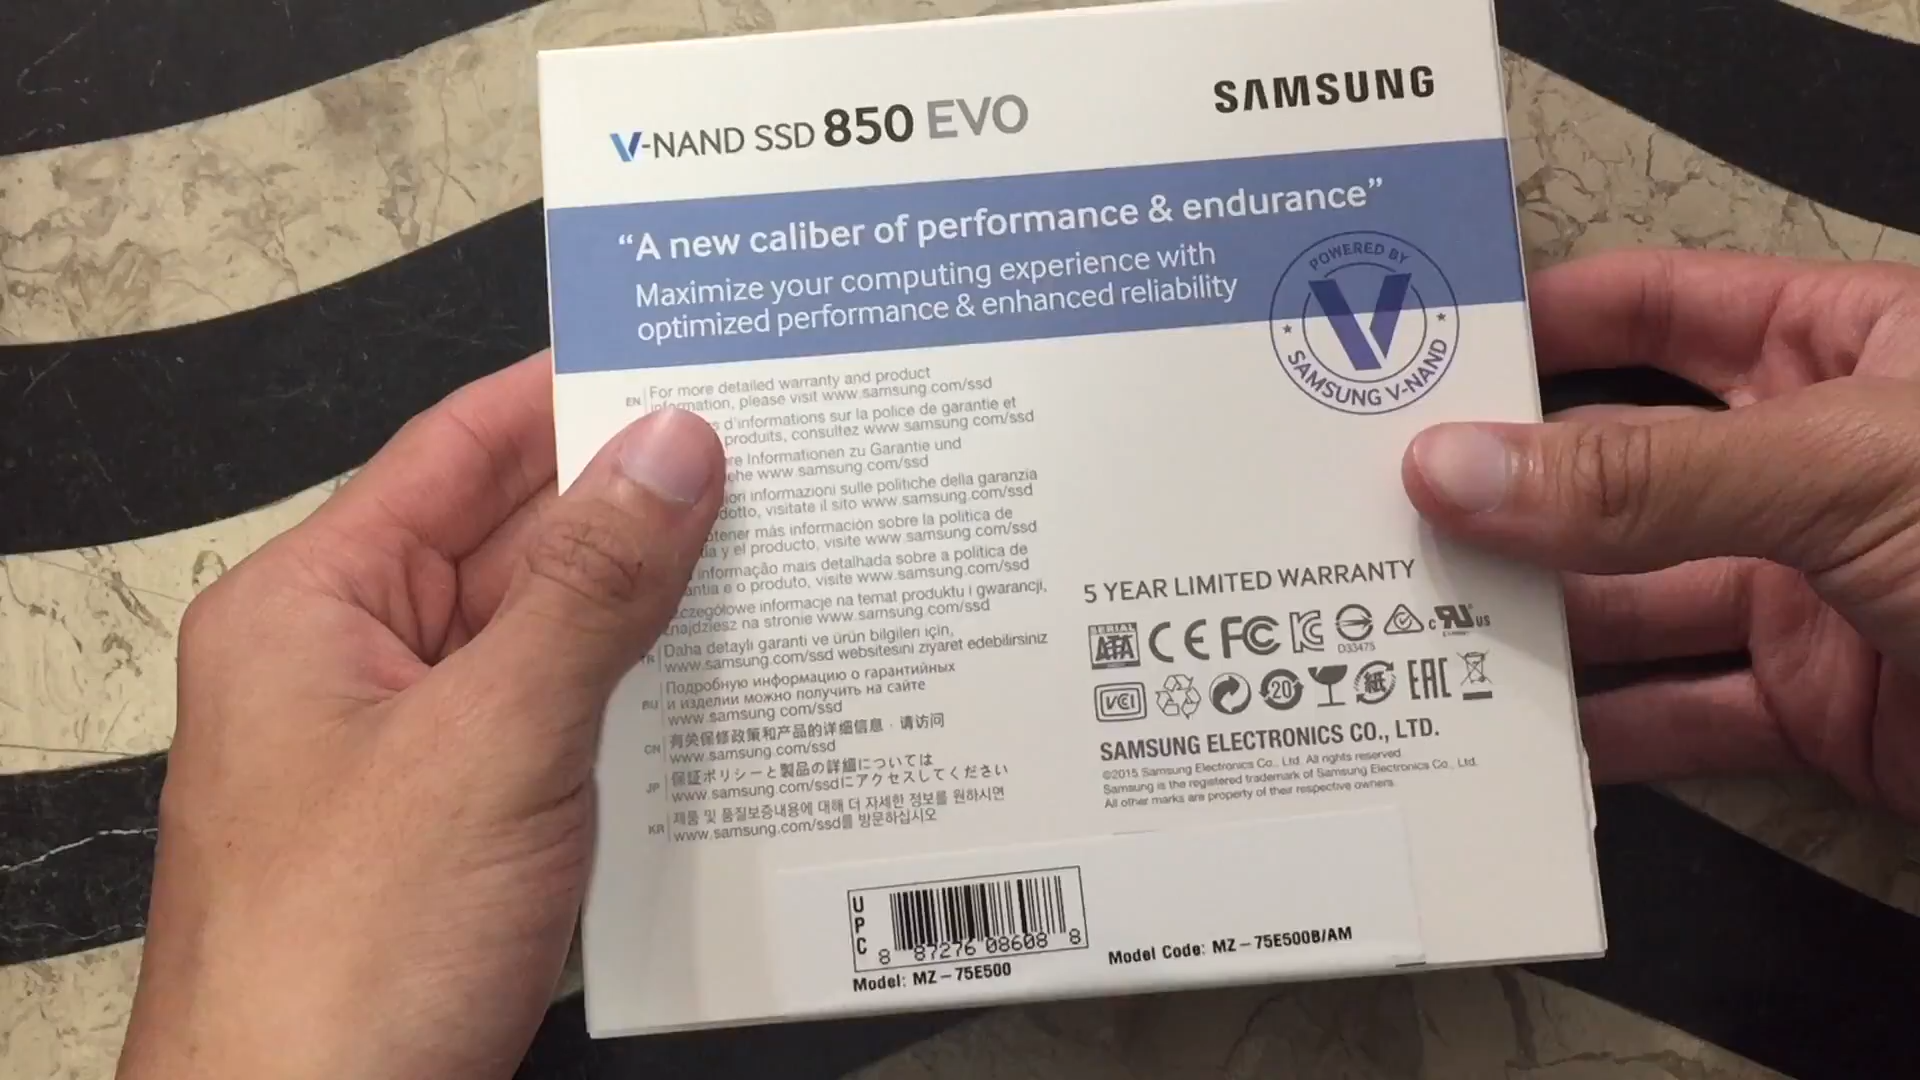 V-NAND SSD 850 EVO
SAMSUNG
“A new caliber of performance & endurance”
Maximize your computing experience with
optimized performance & enhanced reliability
POWERED BY
SAMSUNG V-NAND
EN For more detailed warranty and product
information, please visit www.samsung.com/ssd
d'informations sur la police de garantie et
produits, consultez www.samsung.com/ssd
Informationen zu Garantie und
www.samsung.com/ssd
informazioni sulle politiche della garanzia
visitate il sito www.samsung.com/ssd
más información sobre la política de
y el producto, visite www.samsung.com/ssd
mais detalhada sobre a política de
e o produto, visite www.samsung.com/ssd
informacje na temat produktu i gwarancji,
znajdziesz na stronie www.samsung.com/ssd
TR Daha detaylı garanti ve ürün bilgileri için,
www.samsung.com/ssd websitesini ziyaret edebilirsiniz
Подробную информацию о гарантийных
RU и изделии можно получить на сайте
www.samsung.com/ssd
CN 有关保修政策和产品的详细信息，请访问
www.samsung.com/ssd
JP 保証ポリシーと製品の詳細については
www.samsung.com/ssdにアクセスしてください
KR 제품 및 품질보증내용에 대해 더 자세한 정보를 원하시면
www.samsung.com/ssd를 방문하십시오
5 YEAR LIMITED WARRANTY
SERIAL ATA CE FC KC D33475 c RU US
VCI 20 紙 EAC
SAMSUNG ELECTRONICS CO., LTD.
©2015 Samsung Electronics Co., Ltd. All rights reserved.
Samsung is the registered trademark of Samsung Electronics Co., Ltd.
All other marks are property of their respective owners.
UPC
8 87276 08608 8
Model: MZ-75E500
Model Code: MZ-75E500B/AM